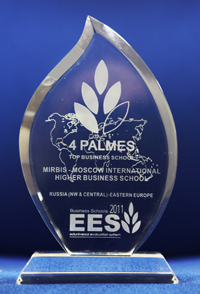 4 PALMES
TOP BUSINESS SCHOOL
MIRBIS - MOSCOW INTERNATIONAL
HIGHER BUSINESS SCHOOL
RUSSIA (NW & CENTRAL)-EASTERN EUROPE
Business Schools 2011
EES
eduniversal evaluation system